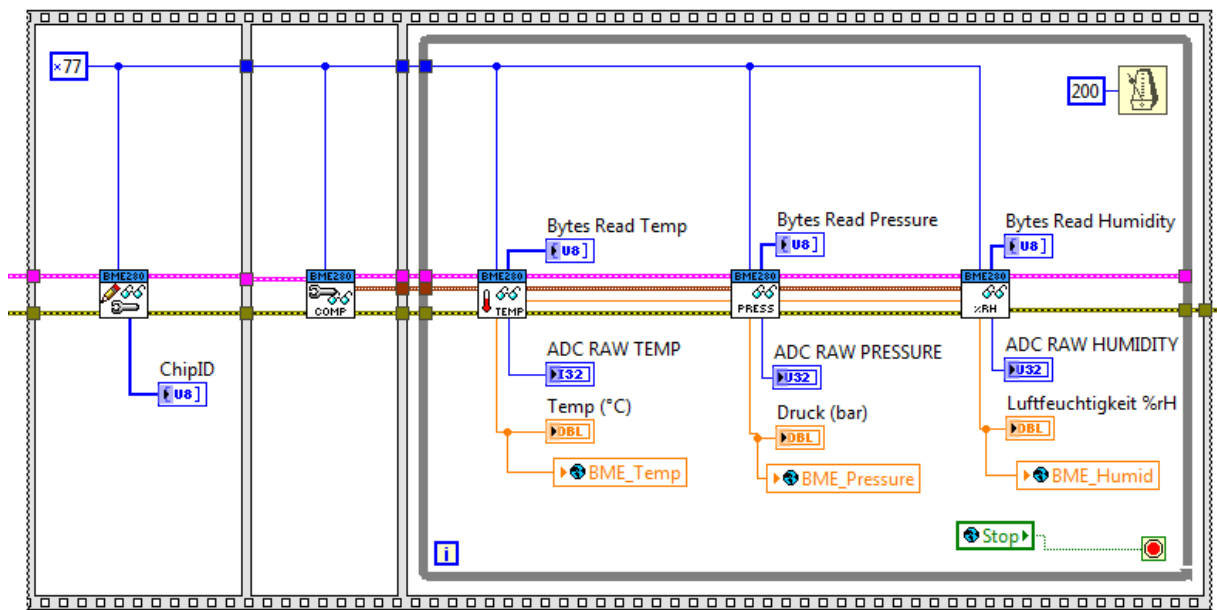 ×77
200
Bytes Read Temp
U8
Bytes Read Pressure
U8
Bytes Read Humidity
U8
BME280
BME280
COMP
BME280
TEMP
BME280
PRESS
BME280
%RH
ChipID
U8
ADC RAW TEMP
I32
ADC RAW PRESSURE
U32
ADC RAW HUMIDITY
U32
Temp (°C)
DBL
Druck (bar)
DBL
Luftfeuchtigkeit %rH
DBL
BME_Temp
BME_Pressure
BME_Humid
Stop
i